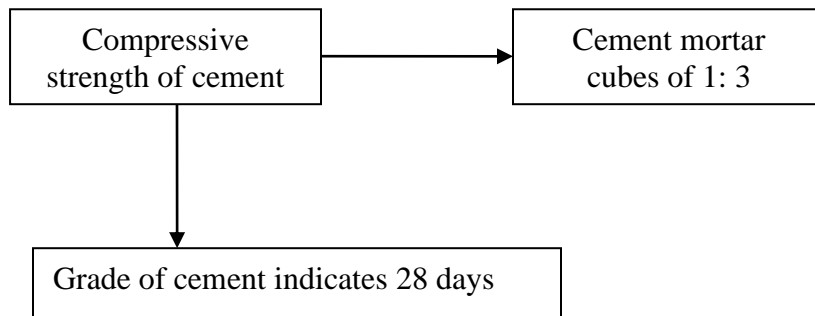 Compressive
strength of cement
Cement mortar
cubes of 1: 3
Grade of cement indicates 28 days